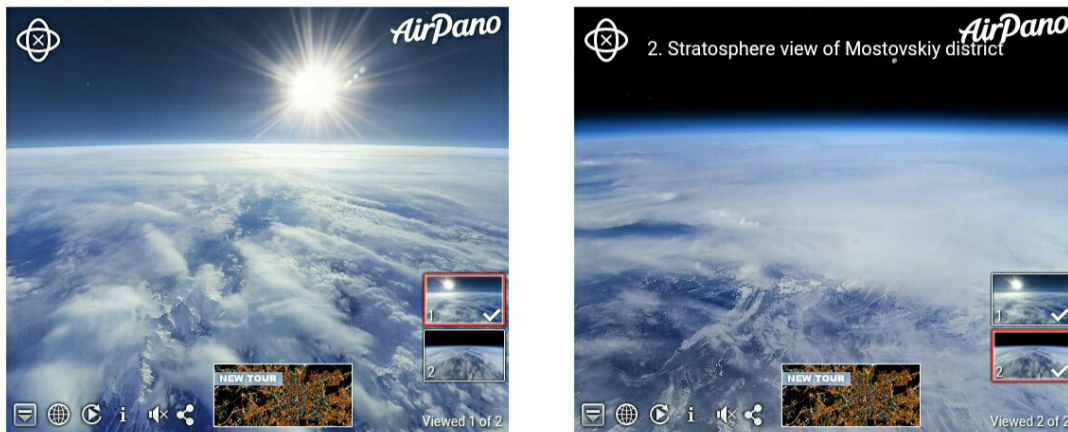 AirPano
1
2
NEW TOUR
i
Viewed 1 of 2
AirPano
2. Stratosphere view of Mostovskiy district
1
2
NEW TOUR
i
Viewed 2 of 2